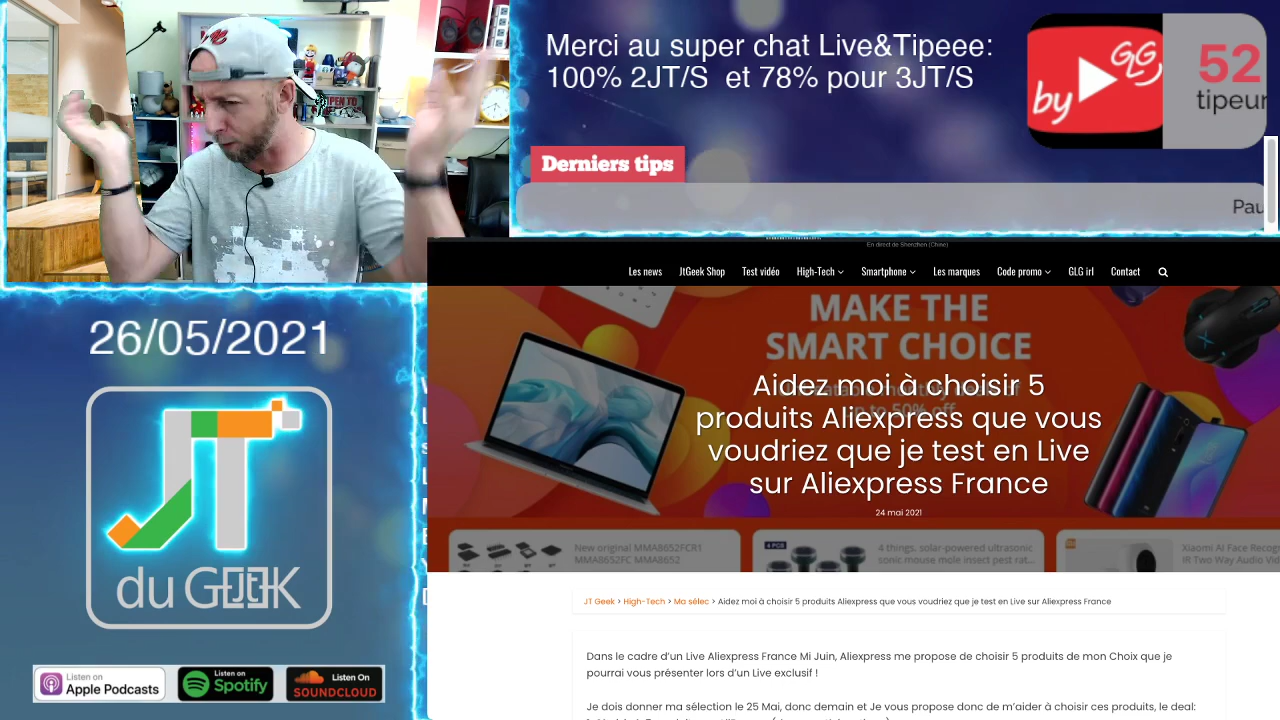 Merci au super chat Live&Tipeee:
100% 2JT/S et 78% pour 3JT/S
by GLG
52
tipeur
Derniers tips
Pau
26/05/2021
JT
du GEEK
Listen on
Apple Podcasts
Listen on
Spotify
Listen On
SOUNDCLOUD
En direct de Shenzhen (Chine)
Les news JtGeek Shop Test vidéo High-Tech Smartphone Les marques Code promo GLG irl Contact
MAKE THE
SMART CHOICE
Aidez moi à choisir 5
produits Aliexpress que vous
voudriez que je test en Live
sur Aliexpress France
24 mai 2021
New original MMA8652FCR1
MMA8652FC MMA8652
4 PCS
4 things, solar-powered ultrasonic
sonic mouse mole insect pest rat...
Xiaomi AI Face Recogn
IR Two Way Audio Vi
JT Geek > High-Tech > Ma sélec > Aidez moi à choisir 5 produits Aliexpress que vous voudriez que je test en Live sur Aliexpress France
Dans le cadre d'un Live Aliexpress France Mi Juin, Aliexpress me propose de choisir 5 produits de mon Choix que je
pourrai vous présenter lors d'un Live exclusif !
Je dois donner ma sélection le 25 Mai, donc demain et Je vous propose donc de m'aider à choisir ces produits, le deal: